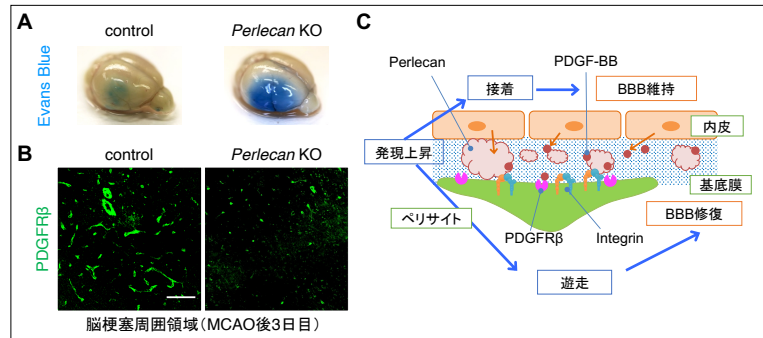 A
control
Perlecan KO
Evans Blue
B
control
Perlecan KO
PDGFRβ
脳梗塞周囲領域(MCAO後3日目)
C
Perlecan
PDGF-BB
接着
BBB維持
発現上昇
内皮
基底膜
ペリサイト
PDGFRβ
Integrin
BBB修復
遊走